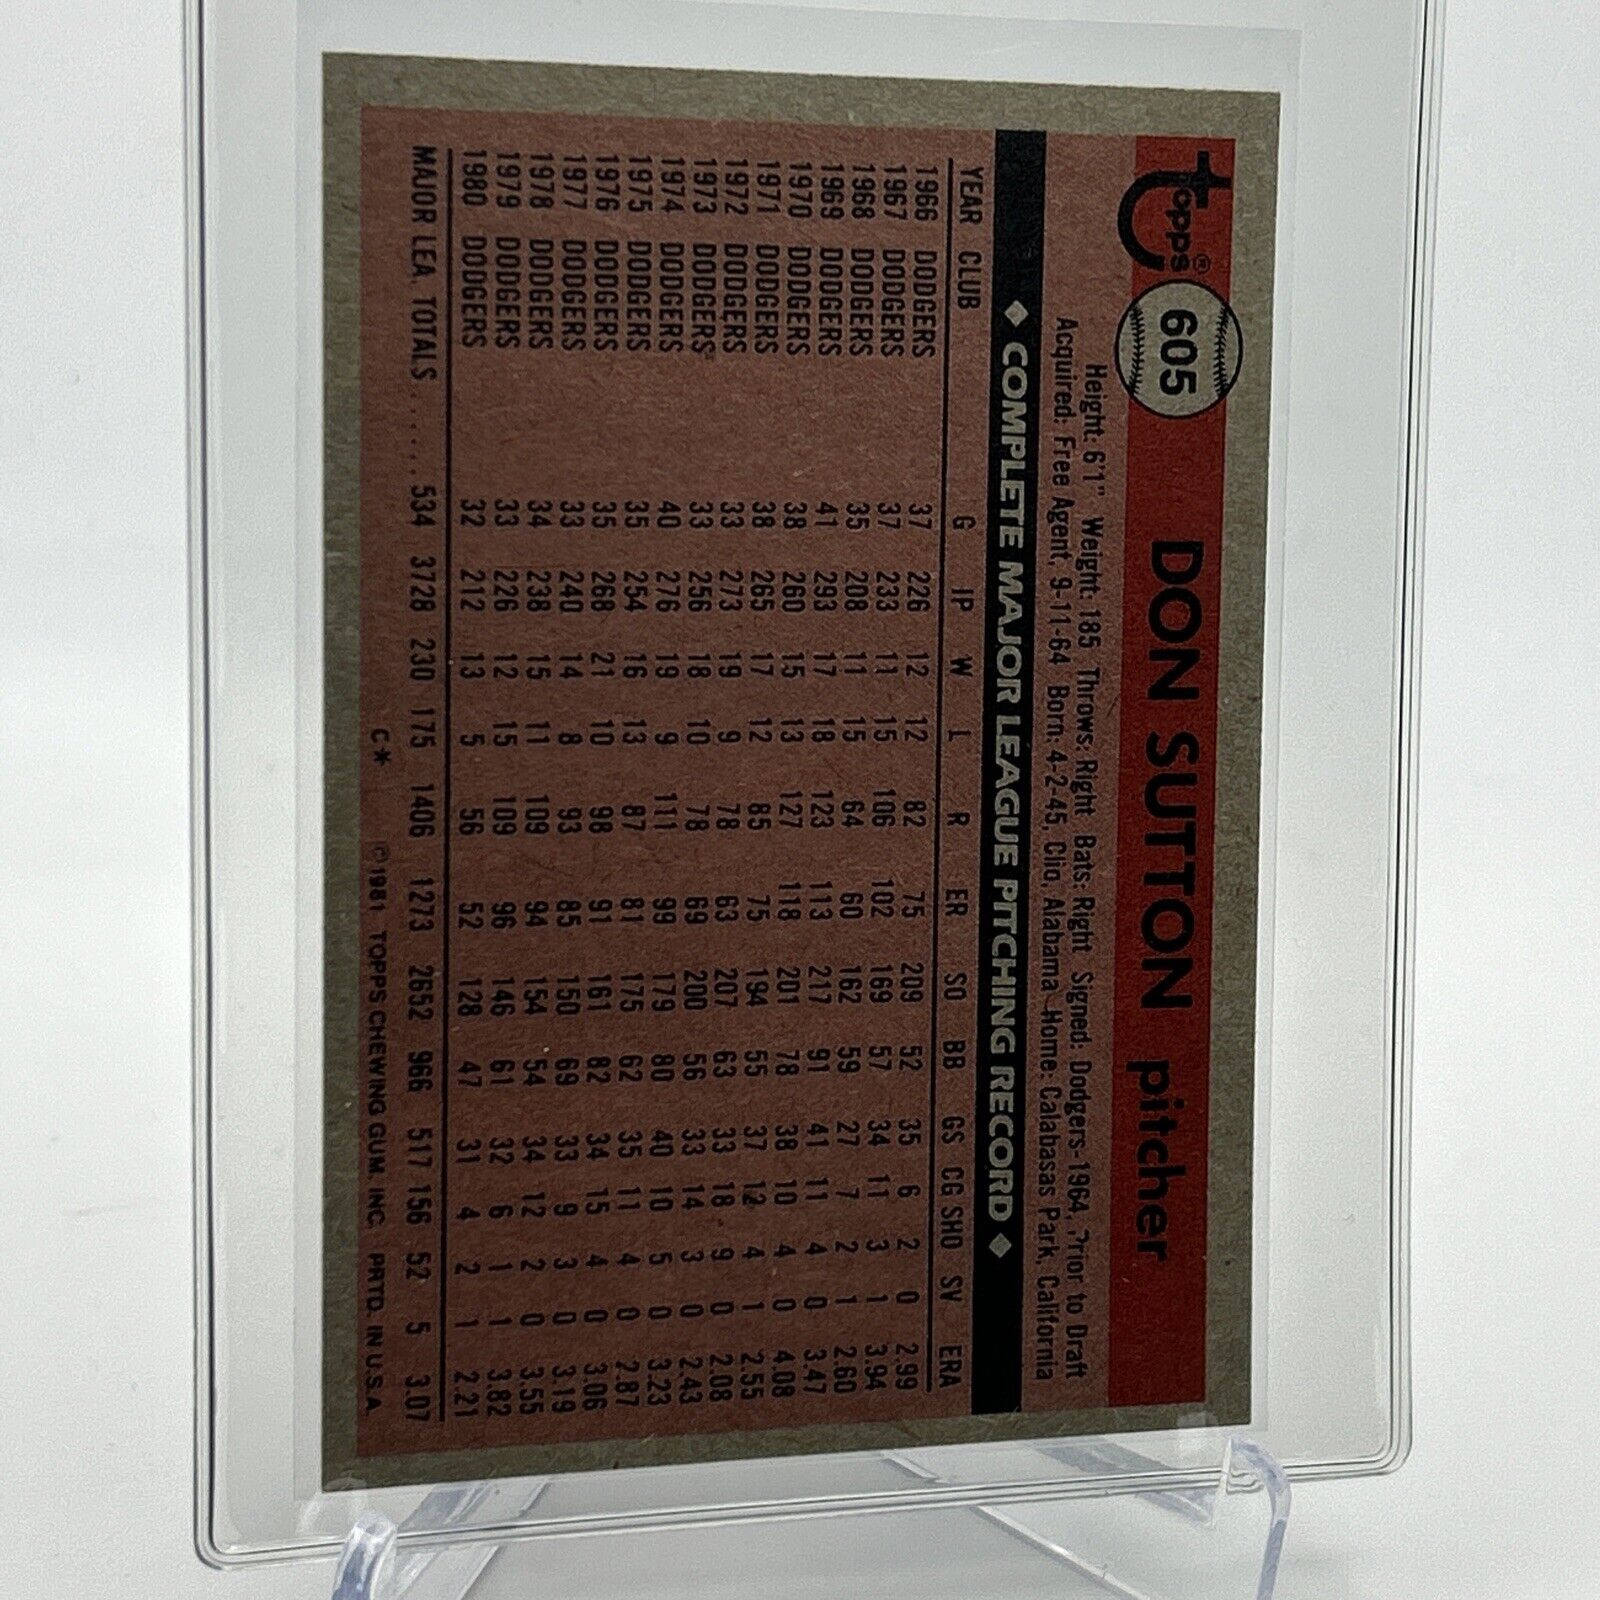 Topps® 605 DON SUTTON pitcher
Height: 6'1" Weight: 185 Throws: Right Bats: Right Signed: Dodgers-1964, Prior to Draft
Acquired: Free Agent, 9-11-64 Born: 4-2-45, Clio, Alabama Home: Calabasas Park, California
◆ COMPLETE MAJOR LEAGUE PITCHING RECORD ◆
YEAR CLUB G IP W L R ER SO BB GS CG SHO SV ERA
1966 DODGERS 37 226 12 12 82 75 209 52 35 6 2 0 2.99
1967 DODGERS 37 233 11 15 106 102 169 57 34 11 3 1 3.94
1968 DODGERS 35 208 11 15 64 60 162 59 27 7 2 1 2.60
1969 DODGERS 41 293 17 18 123 113 217 91 41 11 4 0 3.47
1970 DODGERS 38 260 15 13 127 118 201 78 38 10 4 0 4.08
1971 DODGERS 38 265 17 12 85 75 194 55 37 12 4 1 2.55
1972 DODGERS 33 273 19 9 78 63 207 63 33 18 9 0 2.08
1973 DODGERS 33 256 18 10 78 69 200 56 33 14 3 0 2.43
1974 DODGERS 40 276 19 9 111 99 179 80 40 10 5 0 3.23
1975 DODGERS 35 254 16 13 87 81 175 62 35 11 4 0 2.87
1976 DODGERS 35 268 21 10 98 91 161 82 34 15 4 0 3.06
1977 DODGERS 33 240 14 8 93 85 150 69 33 9 3 0 3.19
1978 DODGERS 34 238 15 11 109 94 154 54 34 12 2 0 3.55
1979 DODGERS 33 226 12 15 109 96 146 61 32 6 1 1 3.82
1980 DODGERS 32 212 13 5 56 52 128 47 31 4 2 1 2.21
MAJOR LEA. TOTALS...... 534 3728 230 175 1406 1273 2652 966 517 156 52 5 3.07
C* ©1981 TOPPS CHEWING GUM, INC. PRTD. IN U.S.A.